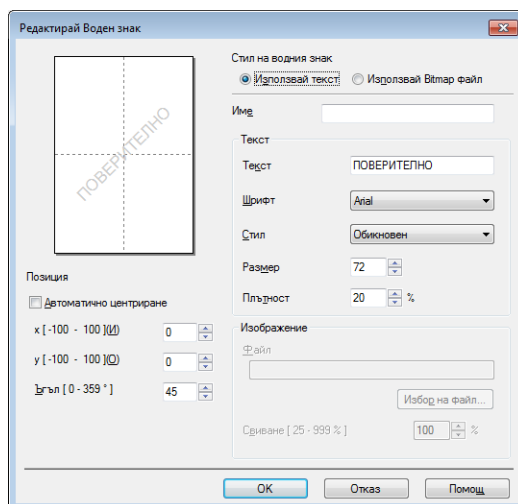 Редактирай Воден знак
Стил на водния знак
Използвай текст
Използвай Bitmap файл
Име
ПОВЕРИТЕЛНО
Текст
Текст
ПОВЕРИТЕЛНО
Шрифт
Arial
Стил
Обикновен
Размер
72
Плътност
20 %
Позиция
Автоматично центриране
x [ -100 - 100 ](И)
0
y [ -100 - 100 ](О)
0
Ъгъл [ 0 - 359 ° ]
45
Изображение
Файл
Избор на файл...
Свиване [ 25 - 999 % ]
100 %
OK
Отказ
Помощ